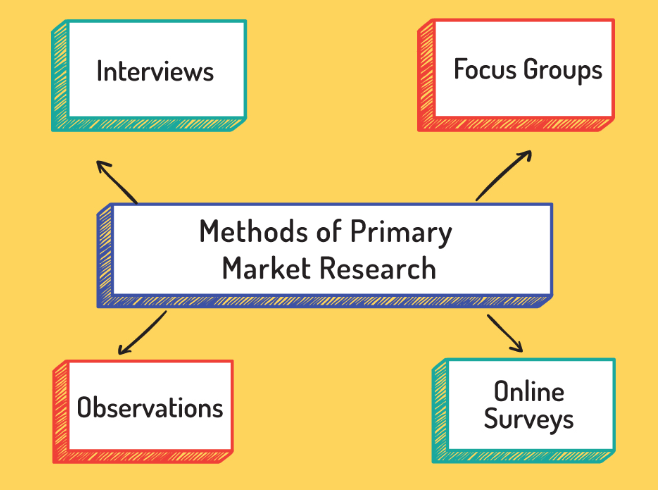 Interviews
Focus Groups
Methods of Primary
Market Research
Observations
Online
Surveys